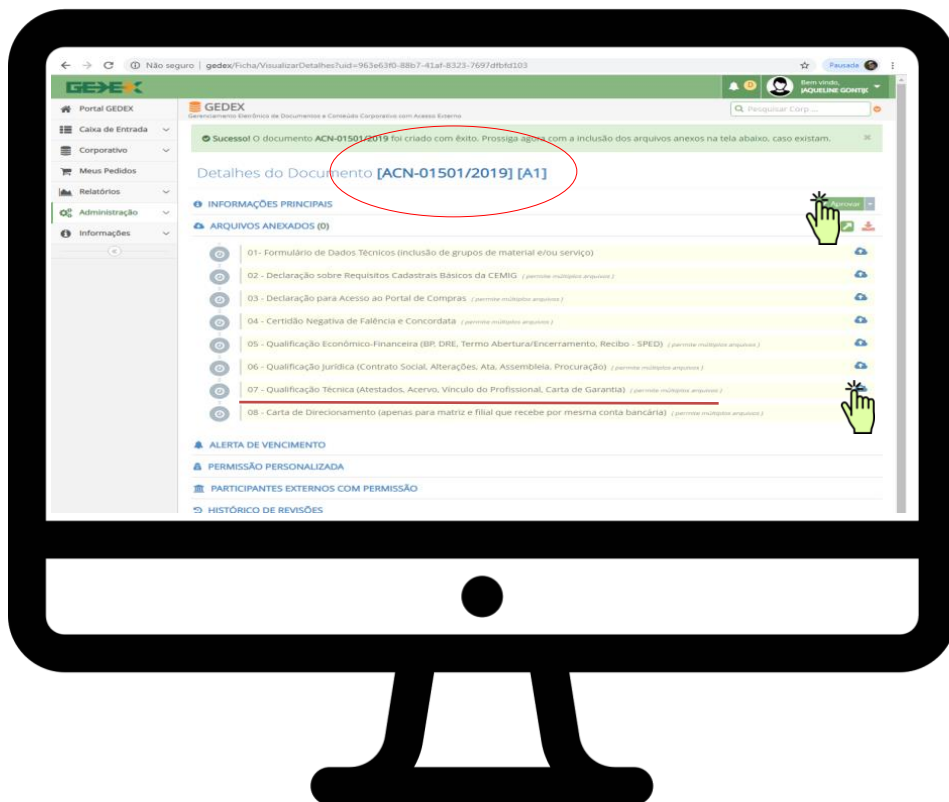 Não seguro | gedex/Ficha/VisualizarDetalhes?uid=963e63f0-88b7-41af-8323-7697dfbfd103
Pausada
GEDEX
0
Bem vindo,
JAQUELINE GONTIJ
Portal GEDEX
Caixa de Entrada
Corporativo
Meus Pedidos
Relatórios
Administração
Informações
GEDEX
Gerenciamento Eletrônico de Documentos e Conteúdo Corporativo com Acesso Externo
Pesquisar Corp ...
Sucesso! O documento ACN-01501/2019 foi criado com êxito. Prossiga agora com a inclusão dos arquivos anexos na tela abaixo, caso existam.
Detalhes do Documento [ACN-01501/2019] [A1]
INFORMAÇÕES PRINCIPAIS
Aprovar
ARQUIVOS ANEXADOS (0)
01- Formulário de Dados Técnicos (inclusão de grupos de material e/ou serviço)
02 - Declaração sobre Requisitos Cadastrais Básicos da CEMIG ( permite múltiplos arquivos )
03 - Declaração para Acesso ao Portal de Compras ( permite múltiplos arquivos )
04 - Certidão Negativa de Falência e Concordata ( permite múltiplos arquivos )
05 - Qualificação Econômico-Financeira (BP, DRE, Termo Abertura/Encerramento, Recibo - SPED) ( permite múltiplos arquivos )
06 - Qualificação Jurídica (Contrato Social, Alterações, Ata, Assembleia, Procuração) ( permite múltiplos arquivos )
07 - Qualificação Técnica (Atestados, Acervo, Vínculo do Profissional, Carta de Garantia) ( permite múltiplos arquivos )
08 - Carta de Direcionamento (apenas para matriz e filial que recebe por mesma conta bancária) ( permite múltiplos arquivos )
ALERTA DE VENCIMENTO
PERMISSÃO PERSONALIZADA
PARTICIPANTES EXTERNOS COM PERMISSÃO
HISTÓRICO DE REVISÕES